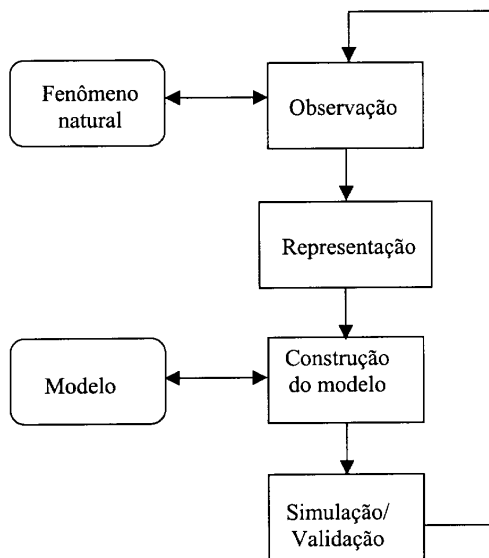 Fenômeno
natural
Observação
Representação
Modelo
Construção
do modelo
Simulação/
Validação